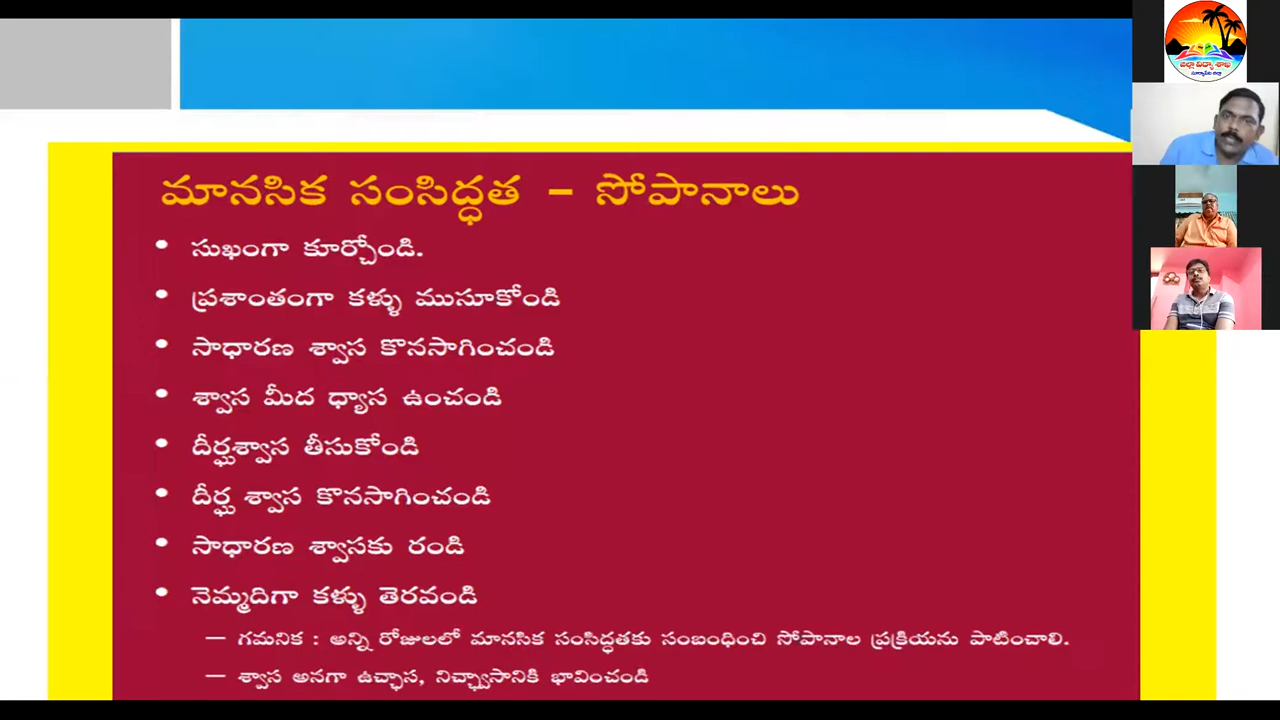 జిల్లా విద్యా శాఖ
సూర్యాపేట జిల్లా
మానసిక సంసిద్ధత – సోపానాలు
• సుఖంగా కూర్చోండి.
• ప్రశాంతంగా కళ్ళు ముసూకోండి
• సాధారణ శ్వాస కొనసాగించండి
• శ్వాస మీద ధ్యాస ఉంచండి
• దీర్ఘశ్వాస తీసుకోండి
• దీర్ఘ శ్వాస కొనసాగించండి
• సాధారణ శ్వాసకు రండి
• నెమ్మదిగా కళ్ళు తెరవండి
– గమనిక : అన్ని రోజులలో మానసిక సంసిద్ధతకు సంబంధించి సోపానాల ప్రక్రియను పాటించాలి.
– శ్వాస అనగా ఉచ్ఛాస, నిచ్ఛ్వాసానికి భావించండి